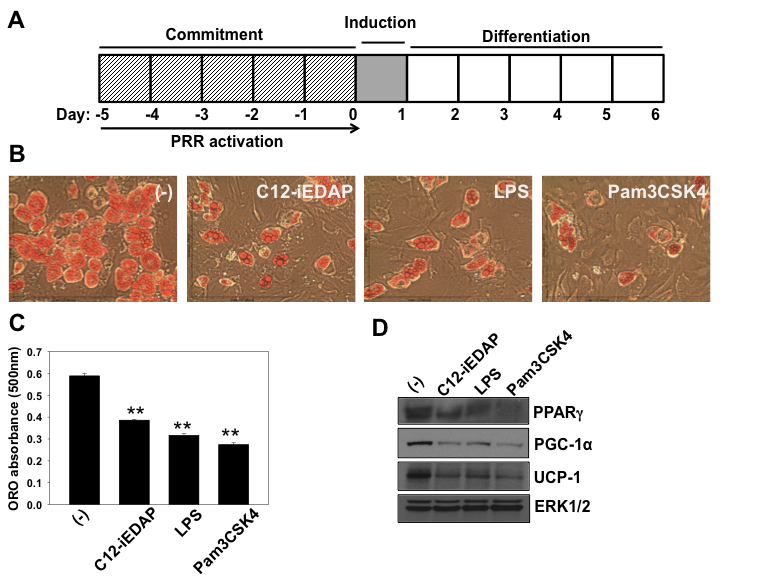 A
Commitment
Induction
Differentiation
Day: -5 -4 -3 -2 -1 0 1 2 3 4 5 6
PRR activation
B
(-)
C12-iEDAP
LPS
Pam3CSK4
C
ORO absorbance (500nm)
0.7
0.6
0.5
0.4
0.3
0.2
0.1
0.0
**
**
**
(-)
C12-iEDAP
LPS
Pam3CSK4
D
(-)
C12-iEDAP
LPS
Pam3CSK4
PPARγ
PGC-1α
UCP-1
ERK1/2